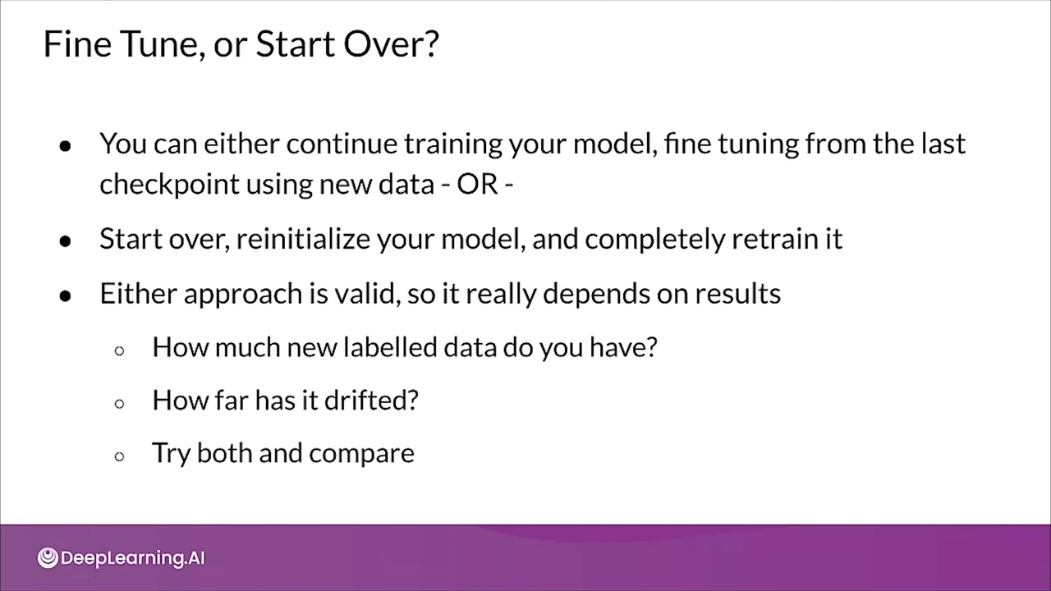 Fine Tune, or Start Over?
● You can either continue training your model, fine tuning from the last
checkpoint using new data - OR -
● Start over, reinitialize your model, and completely retrain it
● Either approach is valid, so it really depends on results
○ How much new labelled data do you have?
○ How far has it drifted?
○ Try both and compare
DeepLearning.AI